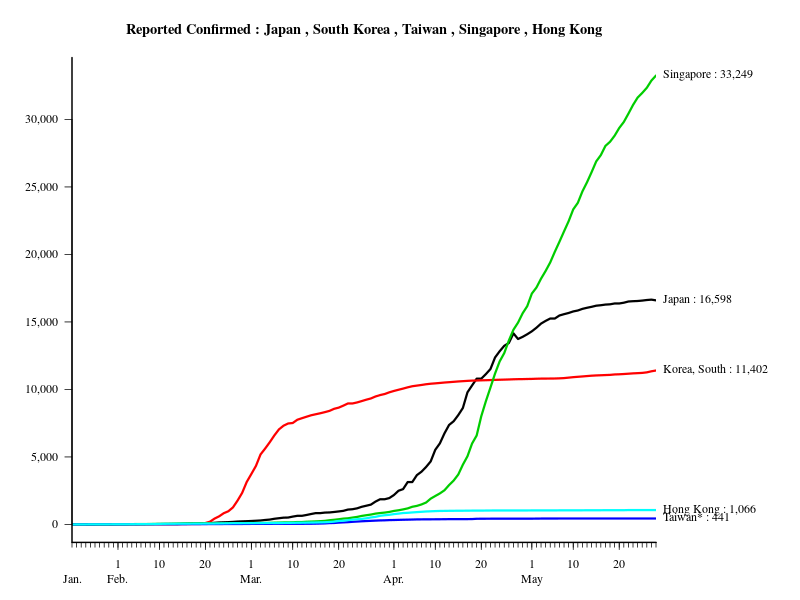 Reported Confirmed : Japan , South Korea , Taiwan , Singapore , Hong Kong
Singapore : 33,249
30,000
25,000
20,000
15,000
Japan : 16,598
10,000
Korea, South : 11,402
5,000
0
Hong Kong : 1,066
Taiwan* : 441
1 10 20 1 10 20 1 10 20 1 10 20
Jan. Feb. Mar. Apr. May